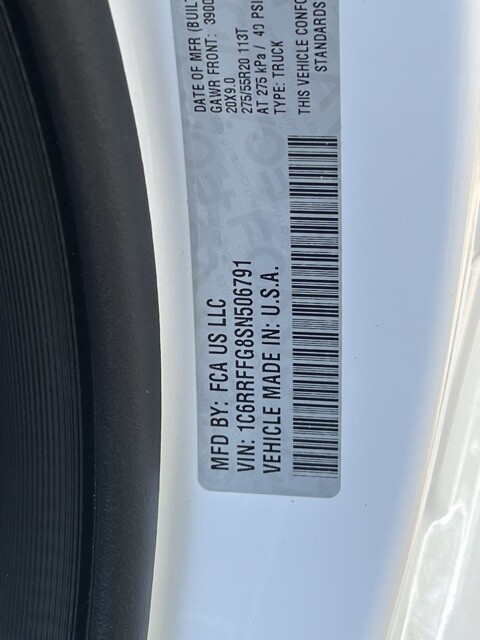 DATE OF MFR (BUIL
GAWR FRONT: 390
20X9.0
275/55R20 113T
AT 275 kPa / 40 PSI
TYPE: TRUCK
THIS VEHICLE CONFO
STANDARDS
MFD BY: FCA US LLC
VIN: 1C6RRFFG8SN506791
VEHICLE MADE IN: U.S.A.